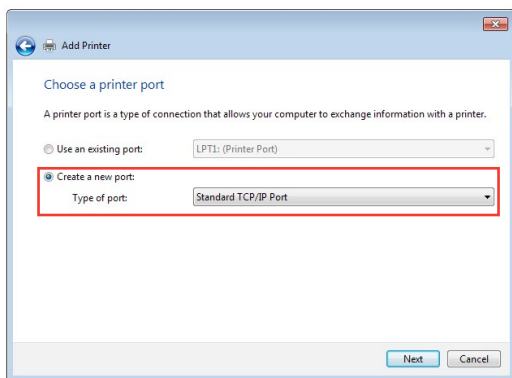 Add Printer
Choose a printer port
A printer port is a type of connection that allows your computer to exchange information with a printer.
Use an existing port: LPT1: (Printer Port)
Create a new port:
Type of port: Standard TCP/IP Port
Next Cancel